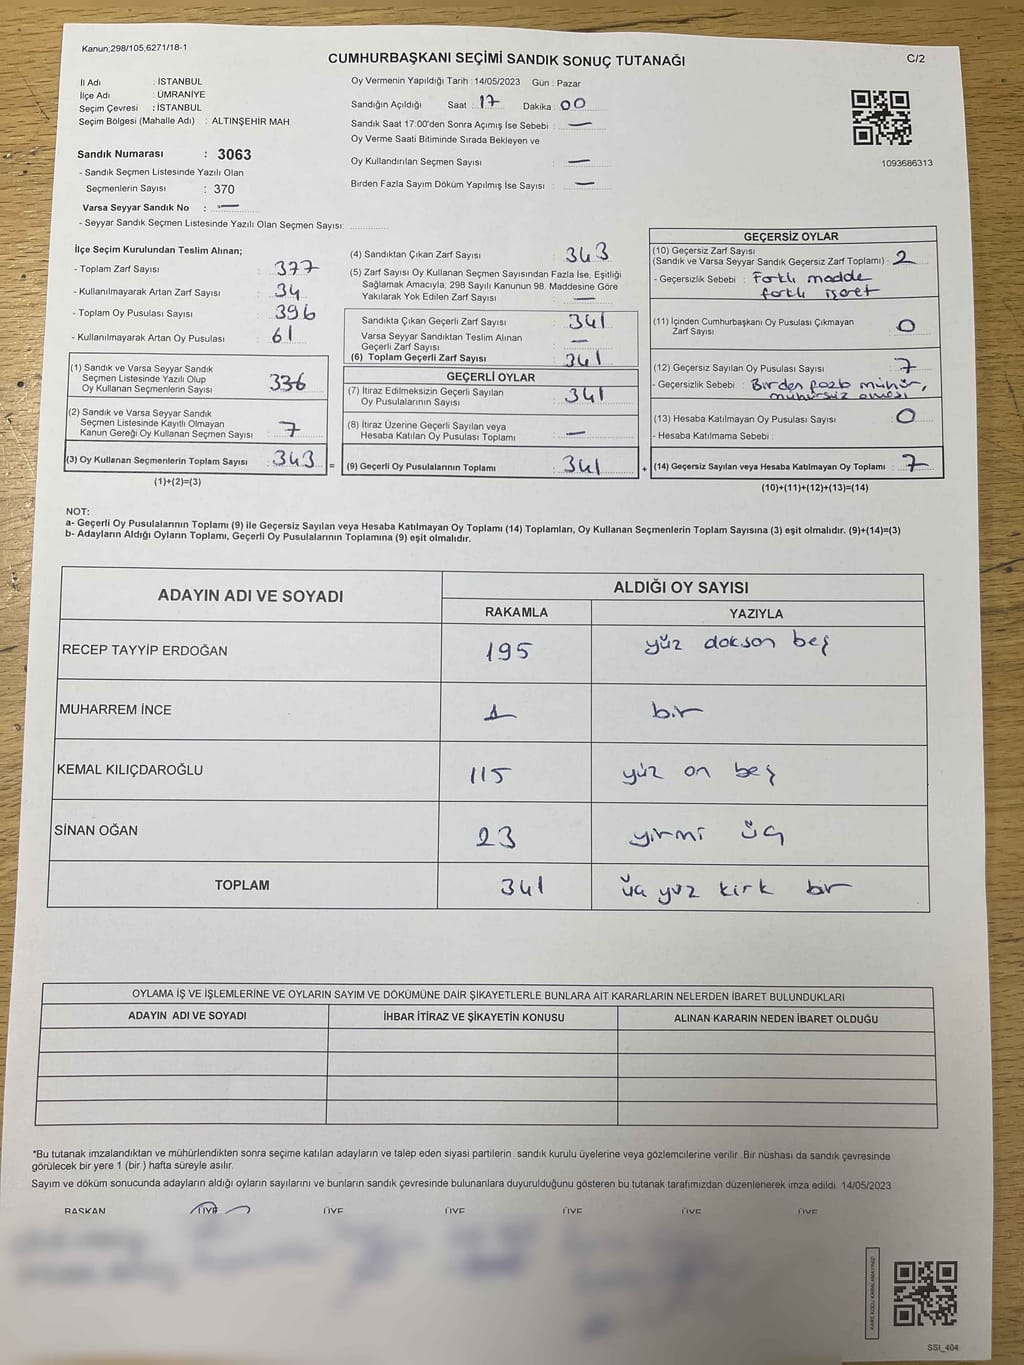 Kanun;298/105,6271/18-1
CUMHURBAŞKANI SEÇİMİ SANDIK SONUÇ TUTANAĞI
C/2
İl Adı : İSTANBUL
İlçe Adı : ÜMRANİYE
Seçim Çevresi : İSTANBUL
Seçim Bölgesi (Mahalle Adı) : ALTINŞEHİR MAH.
Sandık Numarası : 3063
- Sandık Seçmen Listesinde Yazılı Olan
Seçmenlerin Sayısı : 370
Varsa Seyyar Sandık No : —
- Seyyar Sandık Seçmen Listesinde Yazılı Olan Seçmen Sayısı:
Oy Vermenin Yapıldığı Tarih : 14/05/2023 Gün : Pazar
Sandığın Açıldığı Saat : 17 Dakika : 00
Sandık Saat 17:00'den Sonra Açımış İse Sebebi : —
Oy Verme Saati Bitiminde Sırada Bekleyen ve
Oy Kullandırılan Seçmen Sayısı : —
Birden Fazla Sayım Döküm Yapılmış İse Sayısı : —
1093686313
İlçe Seçim Kurulundan Teslim Alınan;
- Toplam Zarf Sayısı : 377
- Kullanılmayarak Artan Zarf Sayısı : 34
- Toplam Oy Pusulası Sayısı : 396
- Kullanılmayarak Artan Oy Pusulası : 61
(1) Sandık ve Varsa Seyyar Sandık
Seçmen Listesinde Yazılı Olup
Oy Kullanan Seçmenlerin Sayısı 336
(2) Sandık ve Varsa Seyyar Sandık
Seçmen Listesinde Kayıtlı Olmayan
Kanun Gereği Oy Kullanan Seçmen Sayısı : 7
(3) Oy Kullanan Seçmenlerin Toplam Sayısı : 343 =
(1)+(2)=(3)
(4) Sandıktan Çıkan Zarf Sayısı : 343
(5) Zarf Sayısı Oy Kullanan Seçmen Sayısından Fazla İse, Eşitliği
Sağlamak Amacıyla, 298 Sayılı Kanunun 98. Maddesine Göre
Yakılarak Yok Edilen Zarf Sayısı : —
Sandıkta Çıkan Geçerli Zarf Sayısı : 341
Varsa Seyyar Sandıktan Teslim Alınan
Geçerli Zarf Sayısı : —
(6) Toplam Geçerli Zarf Sayısı : 341
GEÇERLİ OYLAR
(7) İtiraz Edilmeksizin Geçerli Sayılan
Oy Pusulalarının Sayısı : 341
(8) İtiraz Üzerine Geçerli Sayılan veya
Hesaba Katılan Oy Pusulası Toplamı : —
(9) Geçerli Oy Pusulalarının Toplamı : 341 +
GEÇERSİZ OYLAR
(10) Geçersiz Zarf Sayısı
(Sandık ve Varsa Seyyar Sandık Geçersiz Zarf Toplamı) : 2
- Geçersizlik Sebebi : Farklı madde
farklı işaret
(11) İçinden Cumhurbaşkanı Oy Pusulası Çıkmayan
Zarf Sayısı : 0
(12) Geçersiz Sayılan Oy Pusulası Sayısı : 7
- Geçersizlik Sebebi : Birden fazla mühür,
mühürsüz olması
(13) Hesaba Katılmayan Oy Pusulası Sayısı : 0
- Hesaba Katılmama Sebebi :
(14) Geçersiz Sayılan veya Hesaba Katılmayan Oy Toplamı : 7
(10)+(11)+(12)+(13)=(14)
NOT:
a- Geçerli Oy Pusulalarının Toplamı (9) ile Geçersiz Sayılan veya Hesaba Katılmayan Oy Toplamı (14) Toplamları, Oy Kullanan Seçmenlerin Toplam Sayısına (3) eşit olmalıdır. (9)+(14)=(3)
b- Adayların Aldığı Oyların Toplamı, Geçerli Oy Pusulalarının Toplamına (9) eşit olmalıdır.
ADAYIN ADI VE SOYADI ALDIĞI OY SAYISI
RAKAMLA YAZIYLA
RECEP TAYYİP ERDOĞAN 195 yüz doksan beş
MUHARREM İNCE 1 bir
KEMAL KILIÇDAROĞLU 115 yüz on beş
SİNAN OĞAN 23 yirmi üç
TOPLAM 341 üç yüz kırk bir
OYLAMA İŞ VE İŞLEMLERİNE VE OYLARIN SAYIM VE DÖKÜMÜNE DAİR ŞİKAYETLERLE BUNLARA AİT KARARLARIN NELERDEN İBARET BULUNDUKLARI
ADAYIN ADI VE SOYADI İHBAR İTİRAZ VE ŞİKAYETİN KONUSU ALINAN KARARIN NEDEN İBARET OLDUĞU
*Bu tutanak imzalandıktan ve mühürlendikten sonra seçime katılan adayların ve talep eden siyasi partilerin sandık kurulu üyelerine veya gözlemcilerine verilir. Bir nüshası da sandık çevresinde
görülecek bir yere 1 (bir ) hafta süreyle asılır.
Sayım ve döküm sonucunda adayların aldığı oyların sayılarını ve bunların sandık çevresinde bulunanlara duyurulduğunu gösteren bu tutanak tarafımızdan düzenlenerek imza edildi. 14/05/2023
BAŞKAN ÜYE ÜYE ÜYE ÜYE ÜYE ÜYE
KARE KODU KARALAMAYINIZ!
SSI_404